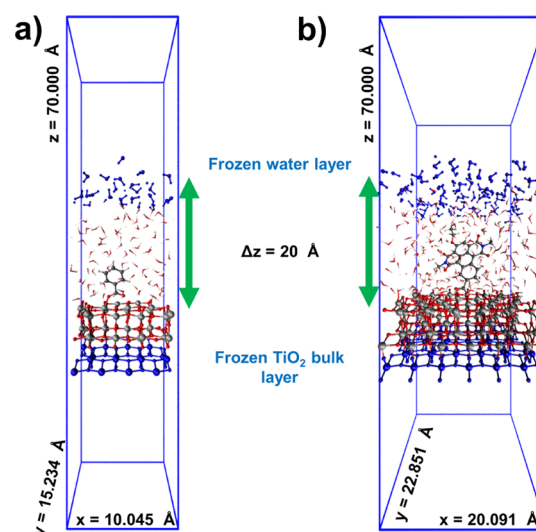 a)
b)
z = 70.000 Å
z = 70.000 Å
Frozen water layer
Δz = 20 Å
Frozen TiO₂ bulk
layer
y = 15.234 Å
x = 10.045 Å
y = 22.851 Å
x = 20.091 Å